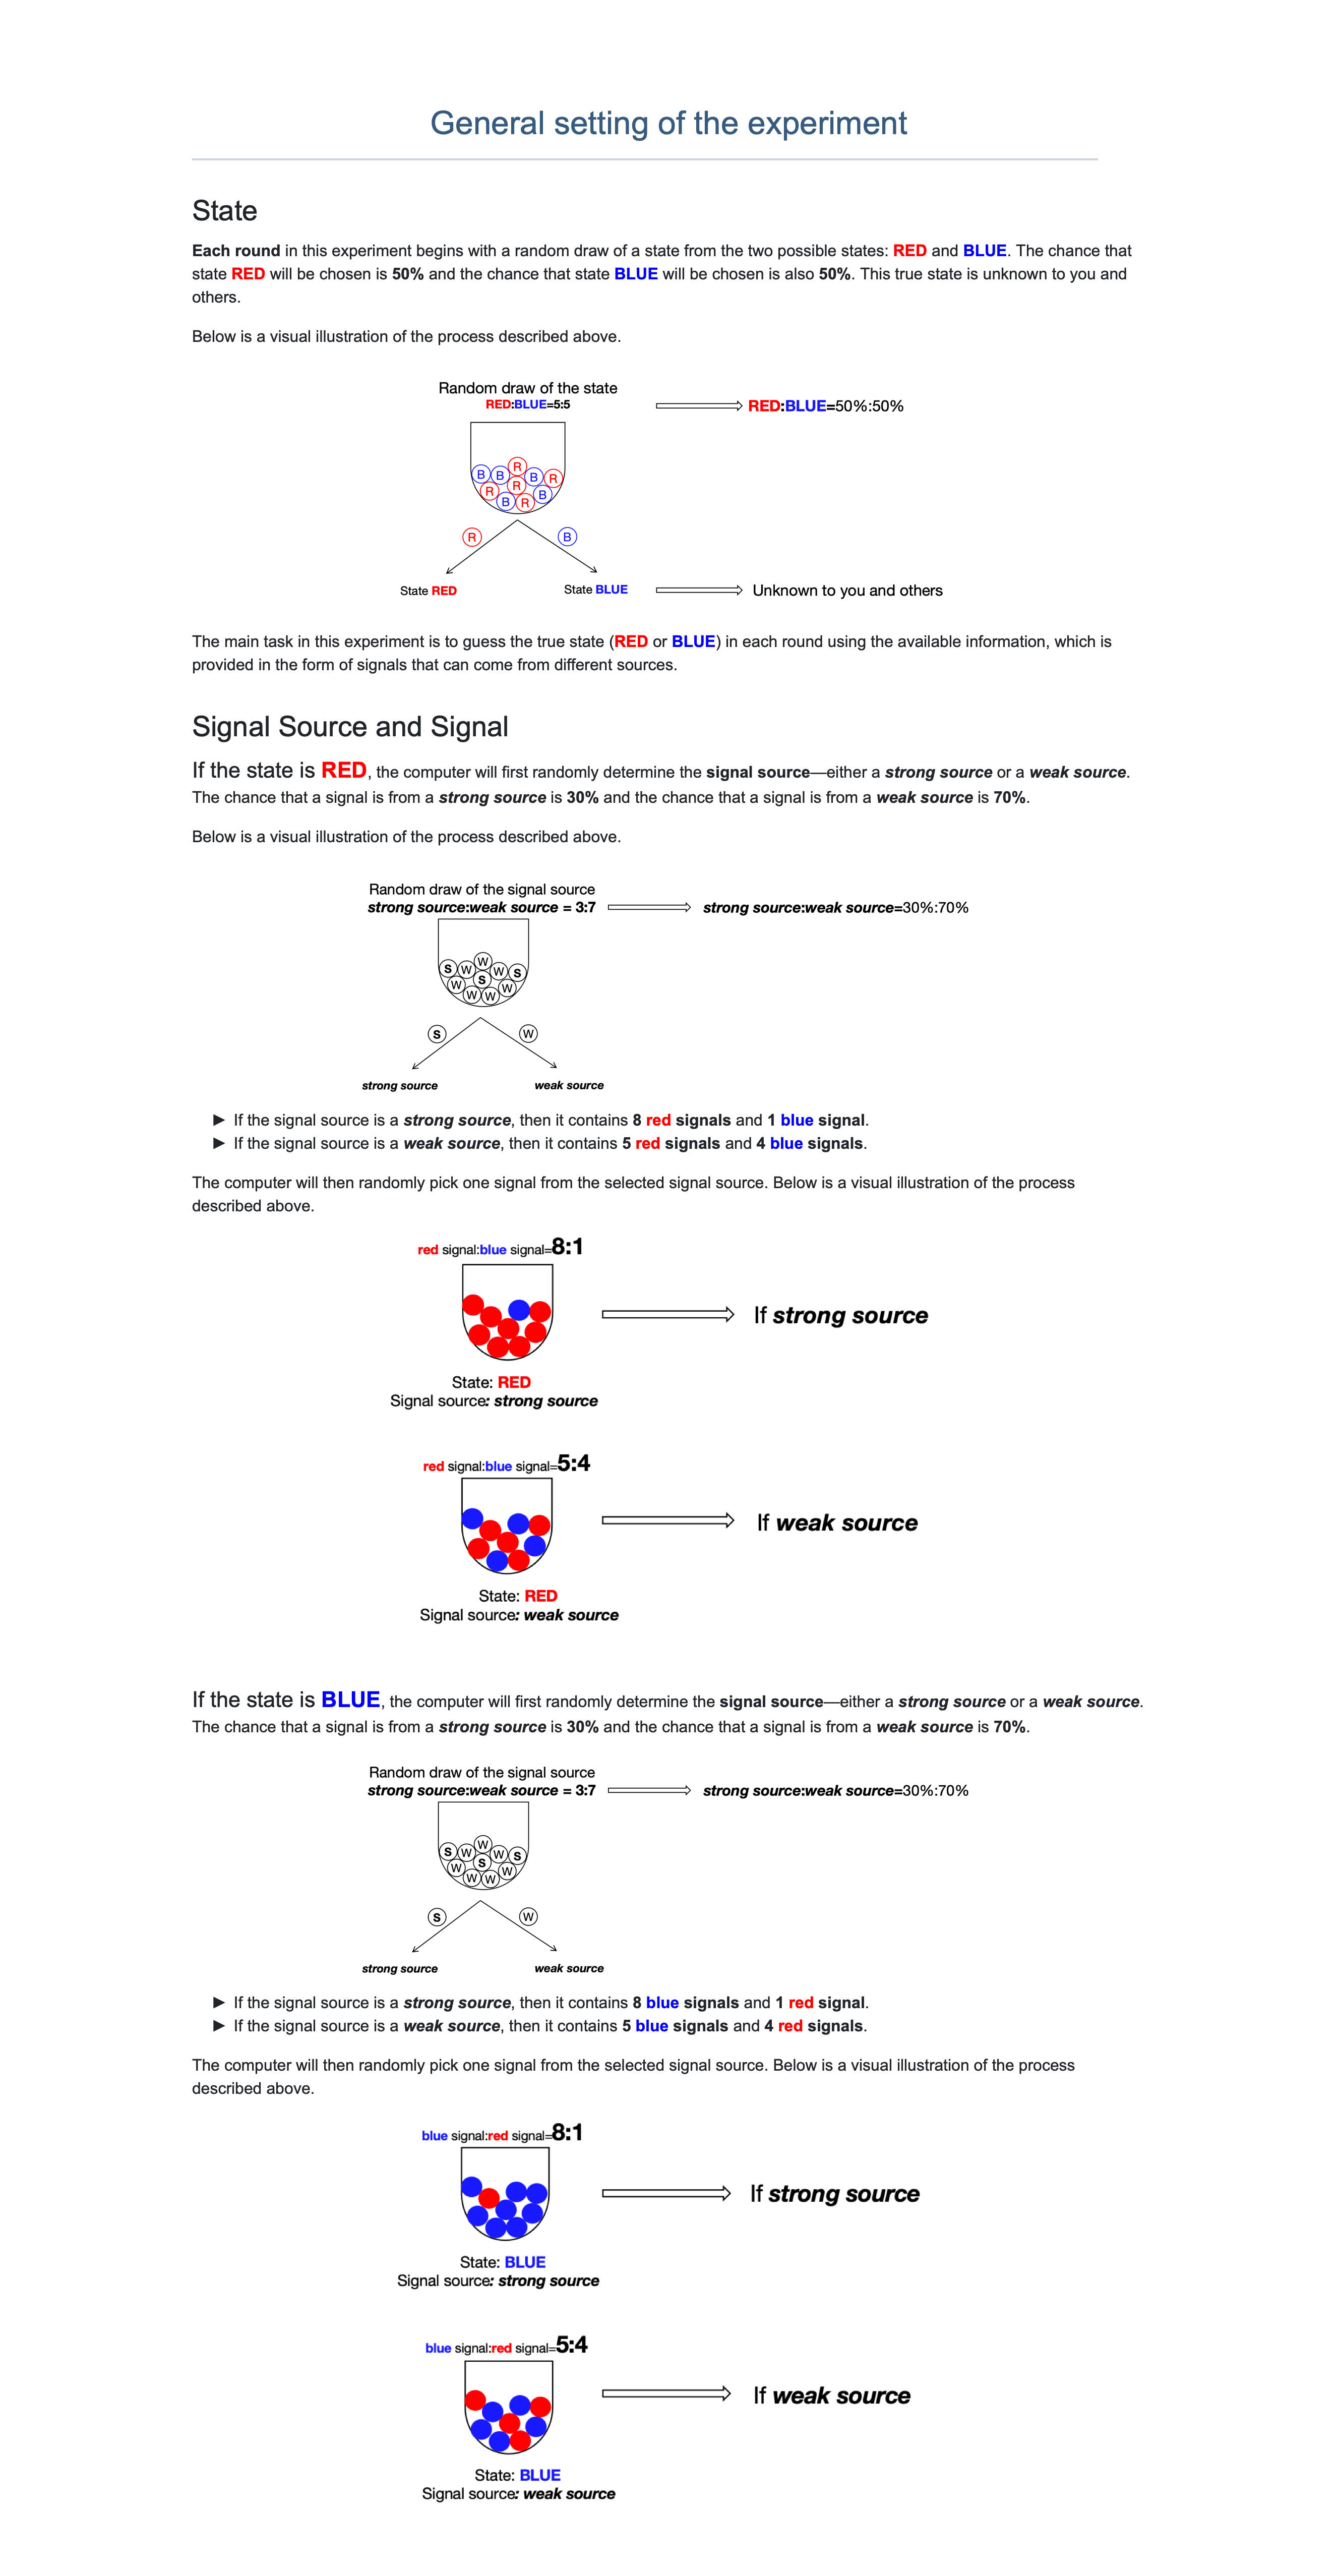 General setting of the experiment
State
Each round in this experiment begins with a random draw of a state from the two possible states: RED and BLUE. The chance that
state RED will be chosen is 50% and the chance that state BLUE will be chosen is also 50%. This true state is unknown to you and
others.
Below is a visual illustration of the process described above.
Random draw of the state
RED:BLUE=5:5
RED:BLUE=50%:50%
R
B B B R
R R B
B R
R B
State RED
State BLUE
Unknown to you and others
The main task in this experiment is to guess the true state (RED or BLUE) in each round using the available information, which is
provided in the form of signals that can come from different sources.
Signal Source and Signal
If the state is RED, the computer will first randomly determine the signal source—either a strong source or a weak source.
The chance that a signal is from a strong source is 30% and the chance that a signal is from a weak source is 70%.
Below is a visual illustration of the process described above.
Random draw of the signal source
strong source:weak source = 3:7
strong source:weak source=30%:70%
W
S W W S
W S W
W W
S W
strong source
weak source
► If the signal source is a strong source, then it contains 8 red signals and 1 blue signal.
► If the signal source is a weak source, then it contains 5 red signals and 4 blue signals.
The computer will then randomly pick one signal from the selected signal source. Below is a visual illustration of the process
described above.
red signal:blue signal=8:1
If strong source
State: RED
Signal source: strong source
red signal:blue signal=5:4
If weak source
State: RED
Signal source: weak source
If the state is BLUE, the computer will first randomly determine the signal source—either a strong source or a weak source.
The chance that a signal is from a strong source is 30% and the chance that a signal is from a weak source is 70%.
Random draw of the signal source
strong source:weak source = 3:7
strong source:weak source=30%:70%
W
S W W S
W S W
W W
S W
strong source
weak source
► If the signal source is a strong source, then it contains 8 blue signals and 1 red signal.
► If the signal source is a weak source, then it contains 5 blue signals and 4 red signals.
The computer will then randomly pick one signal from the selected signal source. Below is a visual illustration of the process
described above.
blue signal:red signal=8:1
If strong source
State: BLUE
Signal source: strong source
blue signal:red signal=5:4
If weak source
State: BLUE
Signal source: weak source